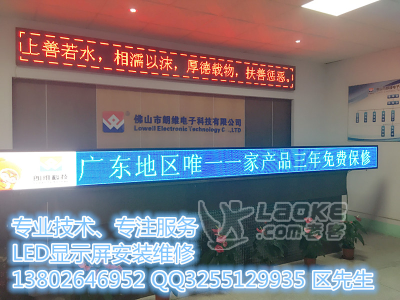 上善若水，相濡以沫，厚德载物，扶善惩恶。
佛山市朗维电子科技有限公司
Lowell Electronic Technology CO.,LTD
广东地区唯一一家产品三年免费保修
LAOKE.com
老客
专业技术、专注服务
LED显示屏安装维修
13802646952 QQ3255129935 区先生